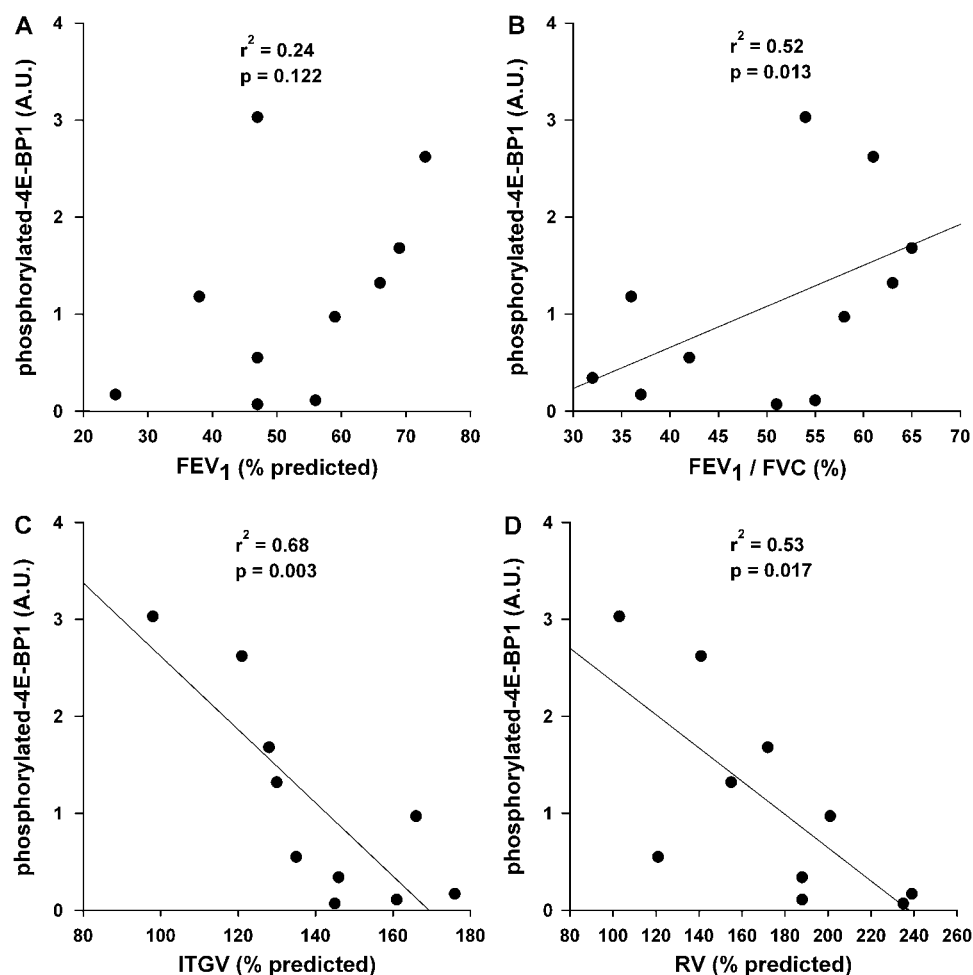 A
r2 = 0.24
p = 0.122
phosphorylated-4E-BP1 (A.U.)
4
3
2
1
0
20 30 40 50 60 70 80
FEV1 (% predicted)
B
r2 = 0.52
p = 0.013
phosphorylated-4E-BP1 (A.U.)
4
3
2
1
0
30 35 40 45 50 55 60 65 70
FEV1 / FVC (%)
C
r2 = 0.68
p = 0.003
phosphorylated-4E-BP1 (A.U.)
4
3
2
1
0
80 100 120 140 160 180
ITGV (% predicted)
D
r2 = 0.53
p = 0.017
phosphorylated-4E-BP1 (A.U.)
4
3
2
1
0
80 100 120 140 160 180 200 220 240 260
RV (% predicted)